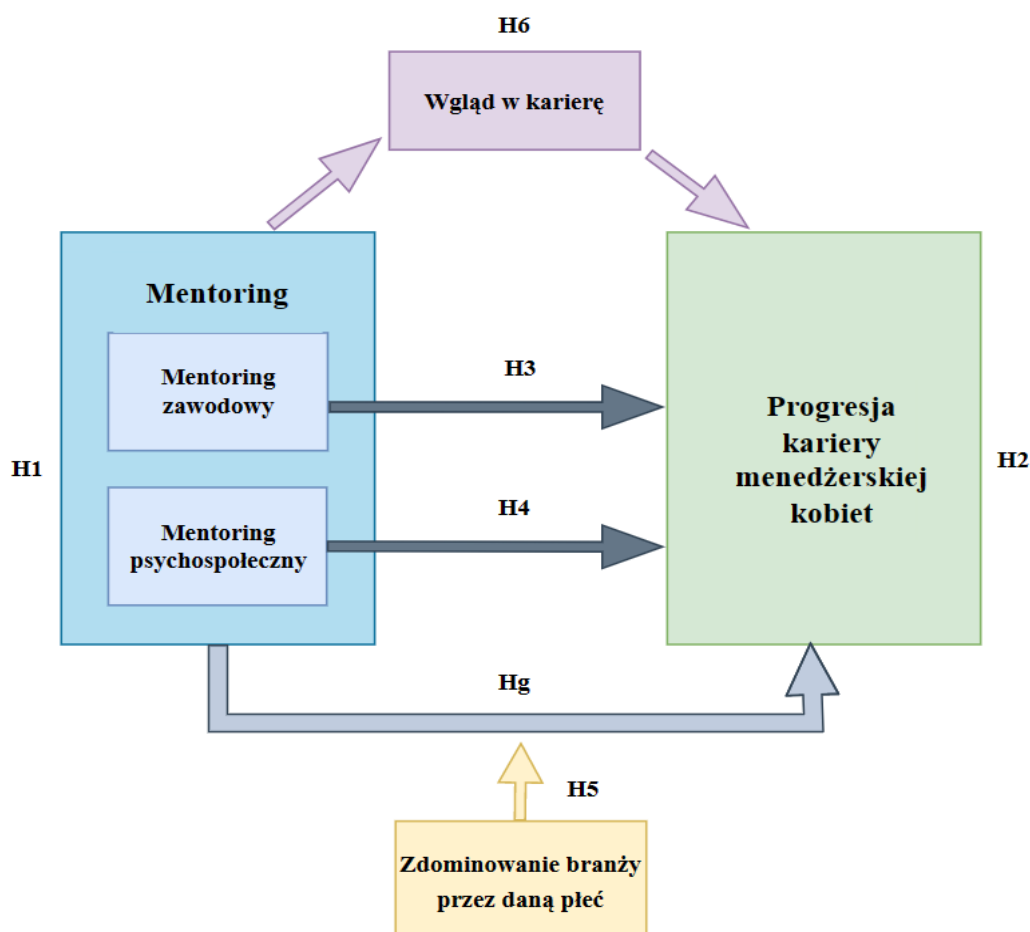 H6
Wgląd w karierę
Mentoring
Mentoring
zawodowy
H3
Progresja
kariery
menedżerskiej
kobiet
H1
H2
Mentoring
psychospołeczny
H4
Hg
H5
Zdominowanie branży
przez daną płeć